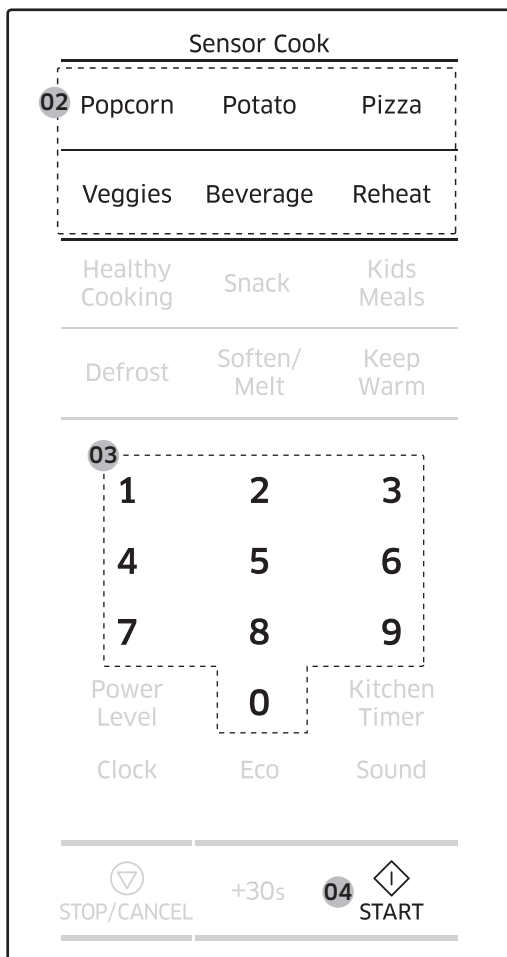 Sensor Cook
02 Popcorn Potato Pizza
Veggies Beverage Reheat
Healthy Cooking Snack Kids Meals
Defrost Soften/ Melt Keep Warm
03
1 2 3
4 5 6
7 8 9
Power Level 0 Kitchen Timer
Clock Eco Sound
STOP/CANCEL +30s 04 START